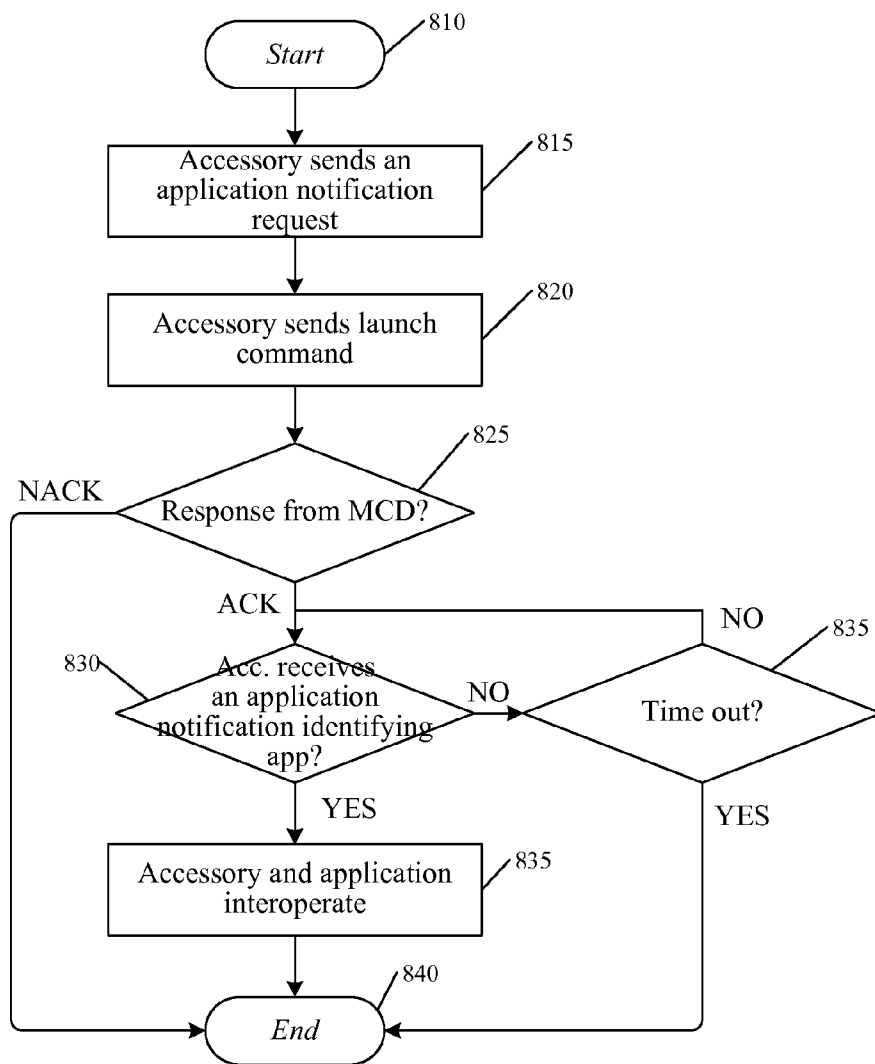 Start
810
Accessory sends an
application notification
request
815
Accessory sends launch
command
820
Response from MCD?
825
NACK
ACK
NO
Acc. receives
an application
notification identifying
app?
830
NO
Time out?
835
YES
YES
Accessory and application
interoperate
835
End
840